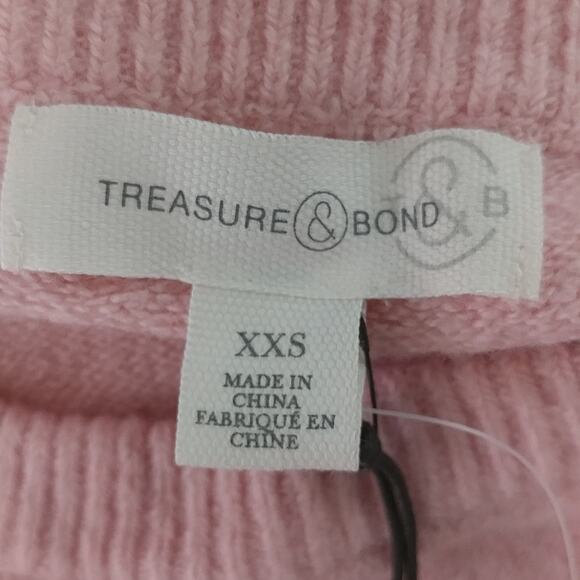 TREASURE & BOND
& B
XXS
MADE IN
CHINA
FABRIQUÉ EN
CHINE